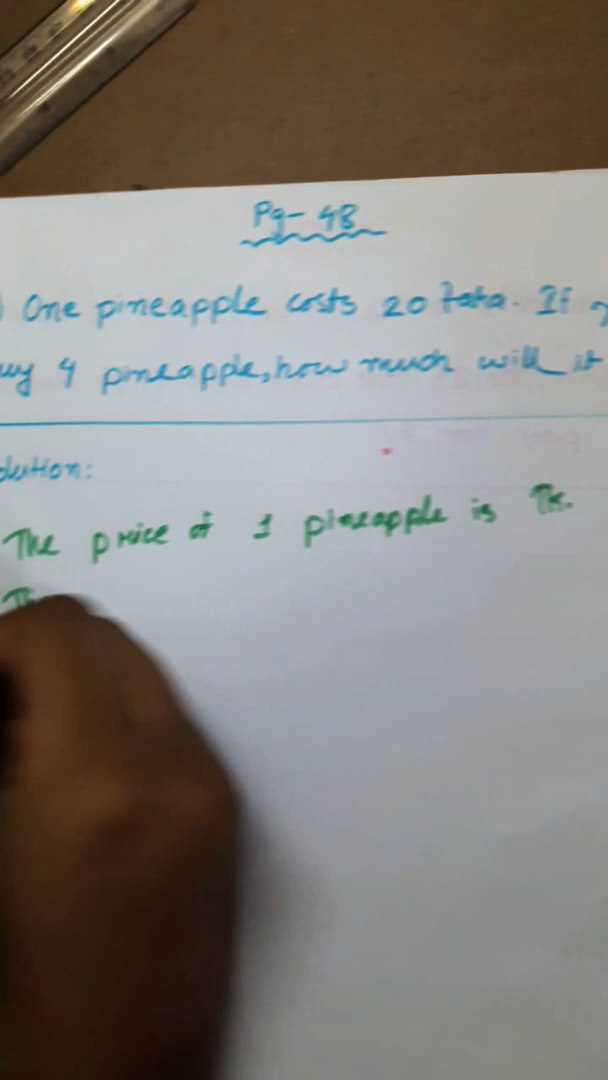 Pg- 48
One pineapple costs 20 taka. If
4 pineapple, how much will it
Solution:
The price of 1 pineapple is Tk.